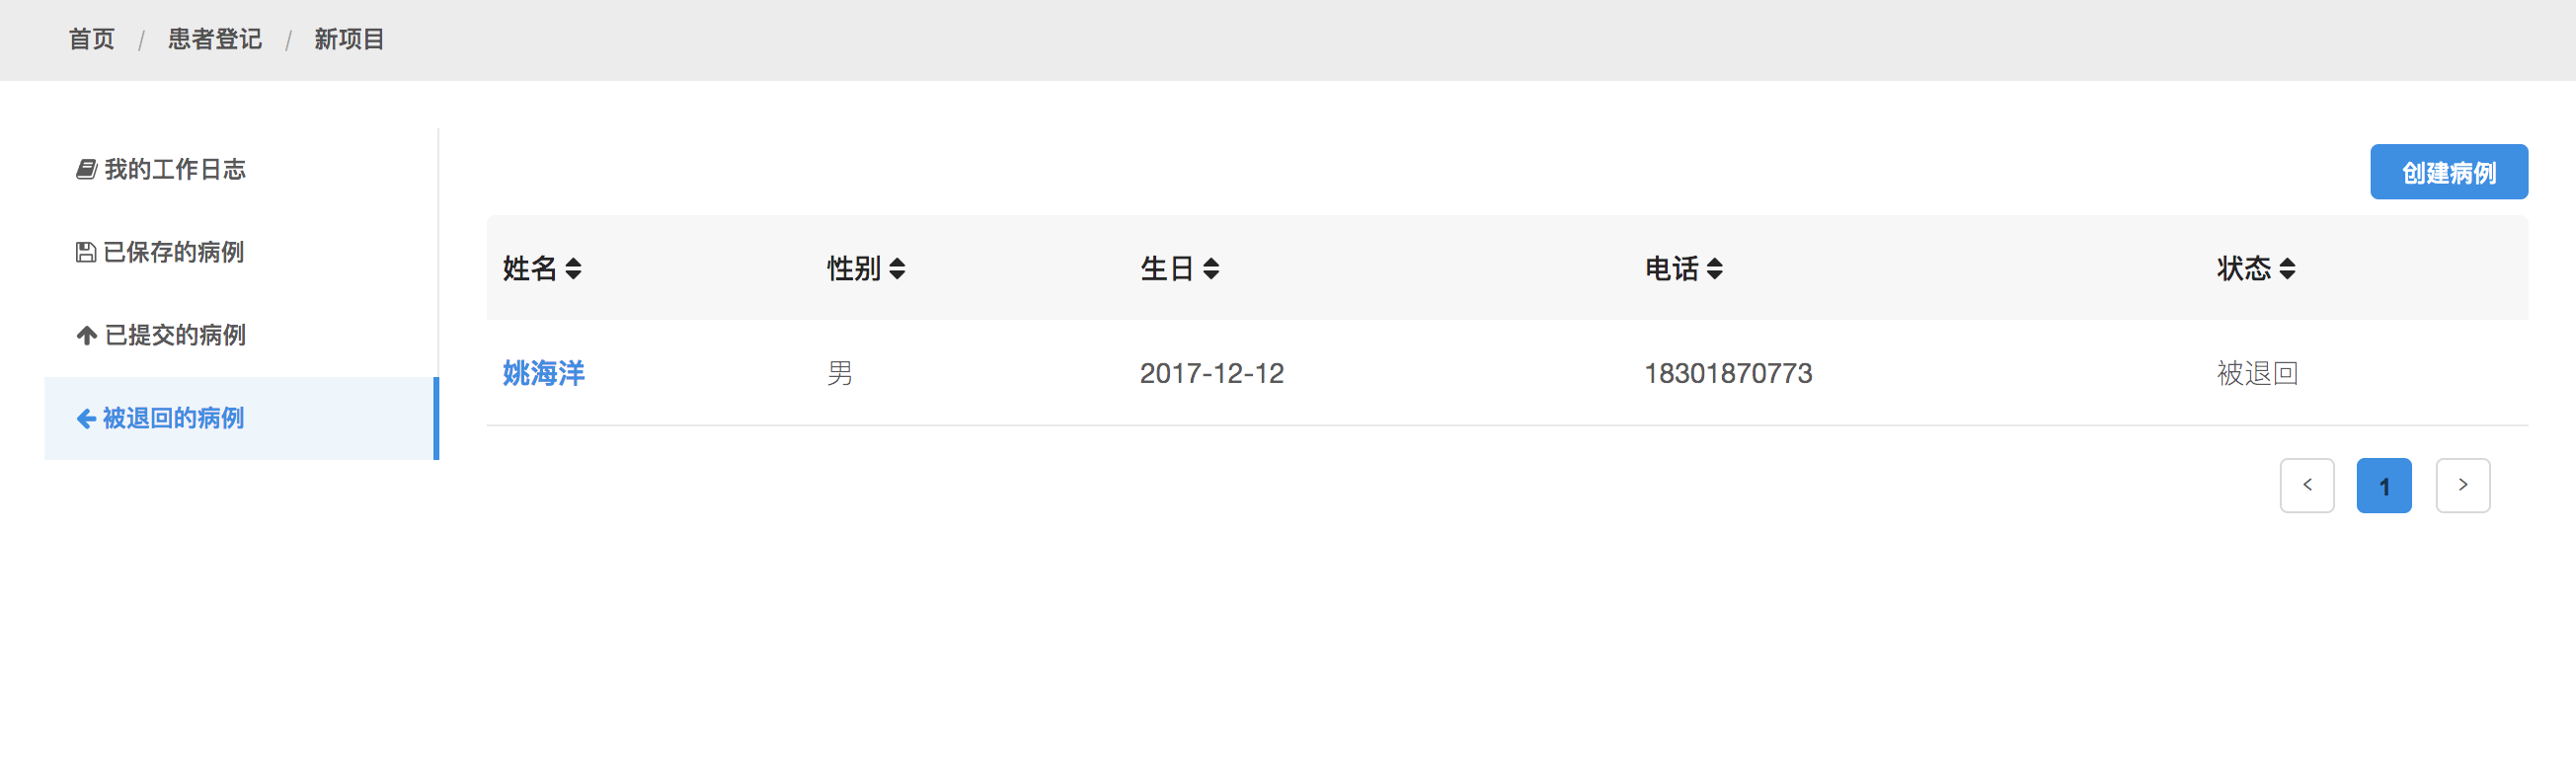 首页 / 患者登记 / 新项目
我的工作日志
已保存的病例
已提交的病例
被退回的病例
创建病例
姓名 性别 生日 电话 状态
姚海洋 男 2017-12-12 18301870773 被退回
< 1 >